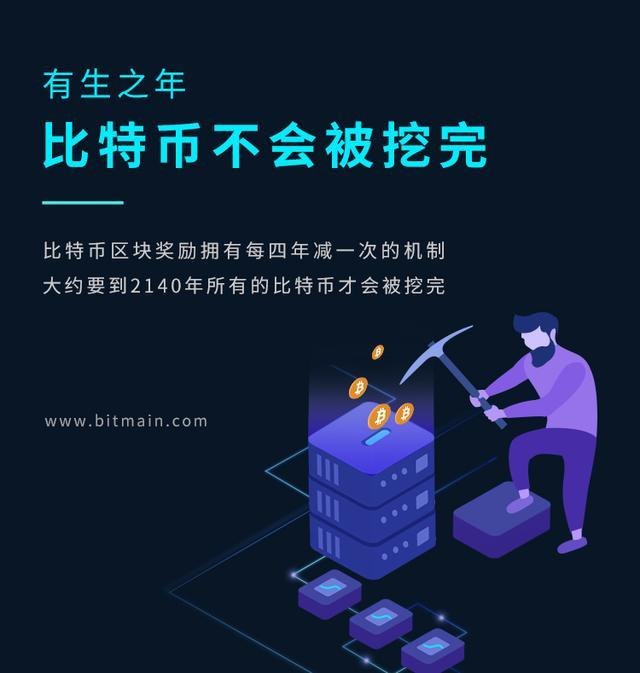 有生之年
比特币不会被挖完
比特币区块奖励拥有每四年减一次的机制
大约要到2140年所有的比特币才会被挖完
www.bitmain.com